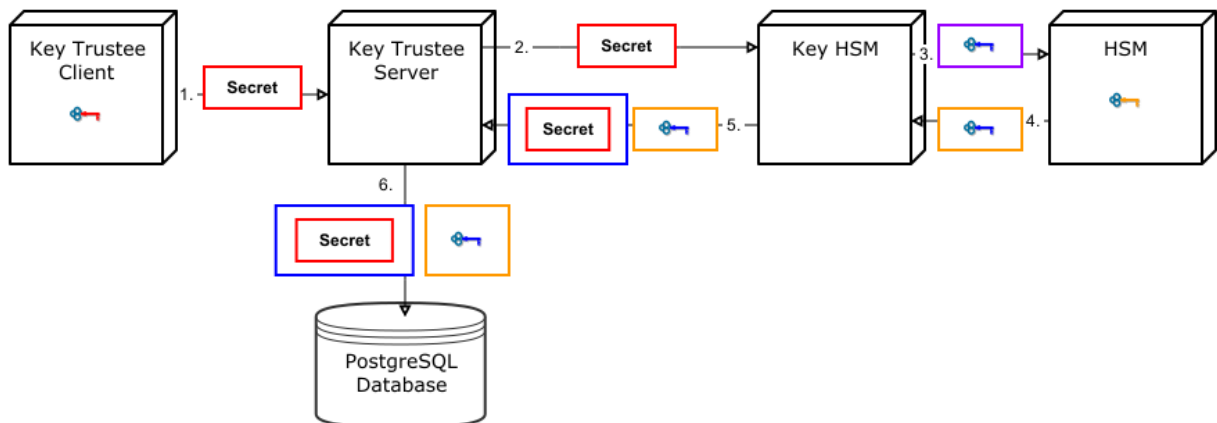 Key Trustee
Client
1.
Secret
Key Trustee
Server
2.
Secret
Key HSM
3.
HSM
4.
5.
Secret
6.
Secret
PostgreSQL
Database